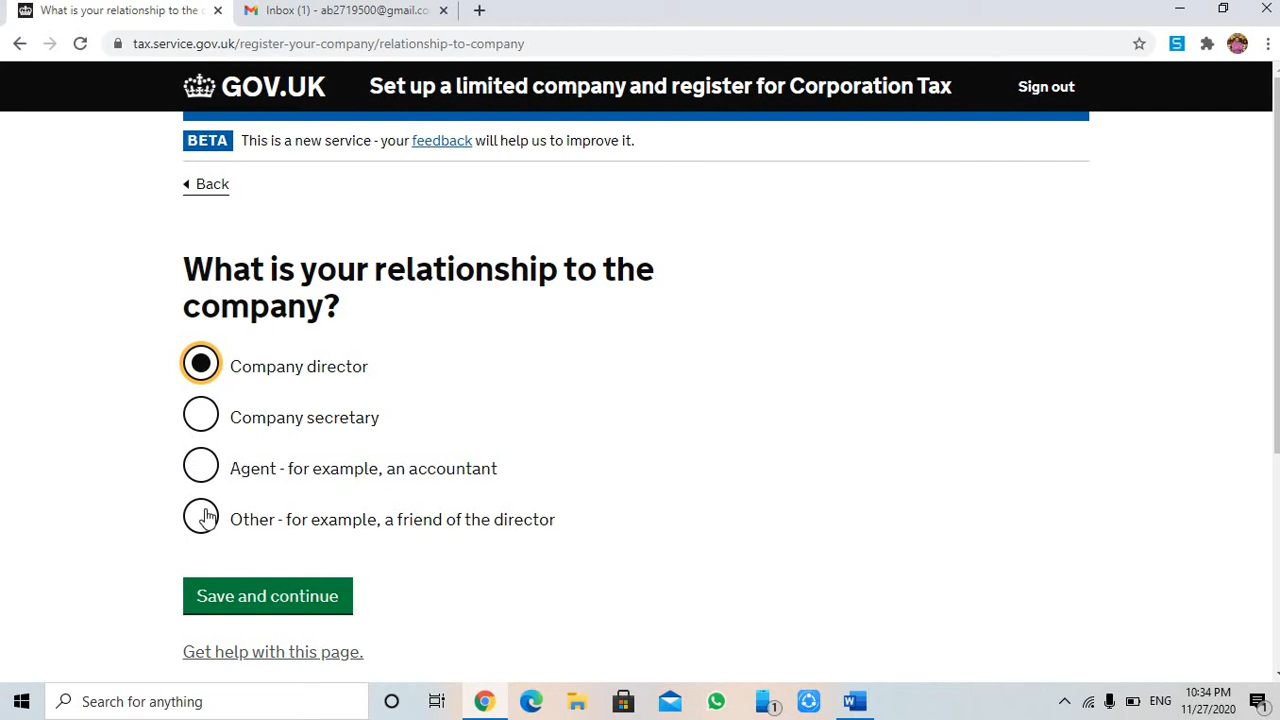 What is your relationship to the c
Inbox (1) - ab2719500@gmail.co
tax.service.gov.uk/register-your-company/relationship-to-company
S
GOV.UK
Set up a limited company and register for Corporation Tax
Sign out
BETA
This is a new service - your feedback will help us to improve it.
Back
What is your relationship to the
company?
Company director
Company secretary
Agent - for example, an accountant
Other - for example, a friend of the director
Save and continue
Get help with this page.
Search for anything
1
ENG
10:34 PM
11/27/2020
1